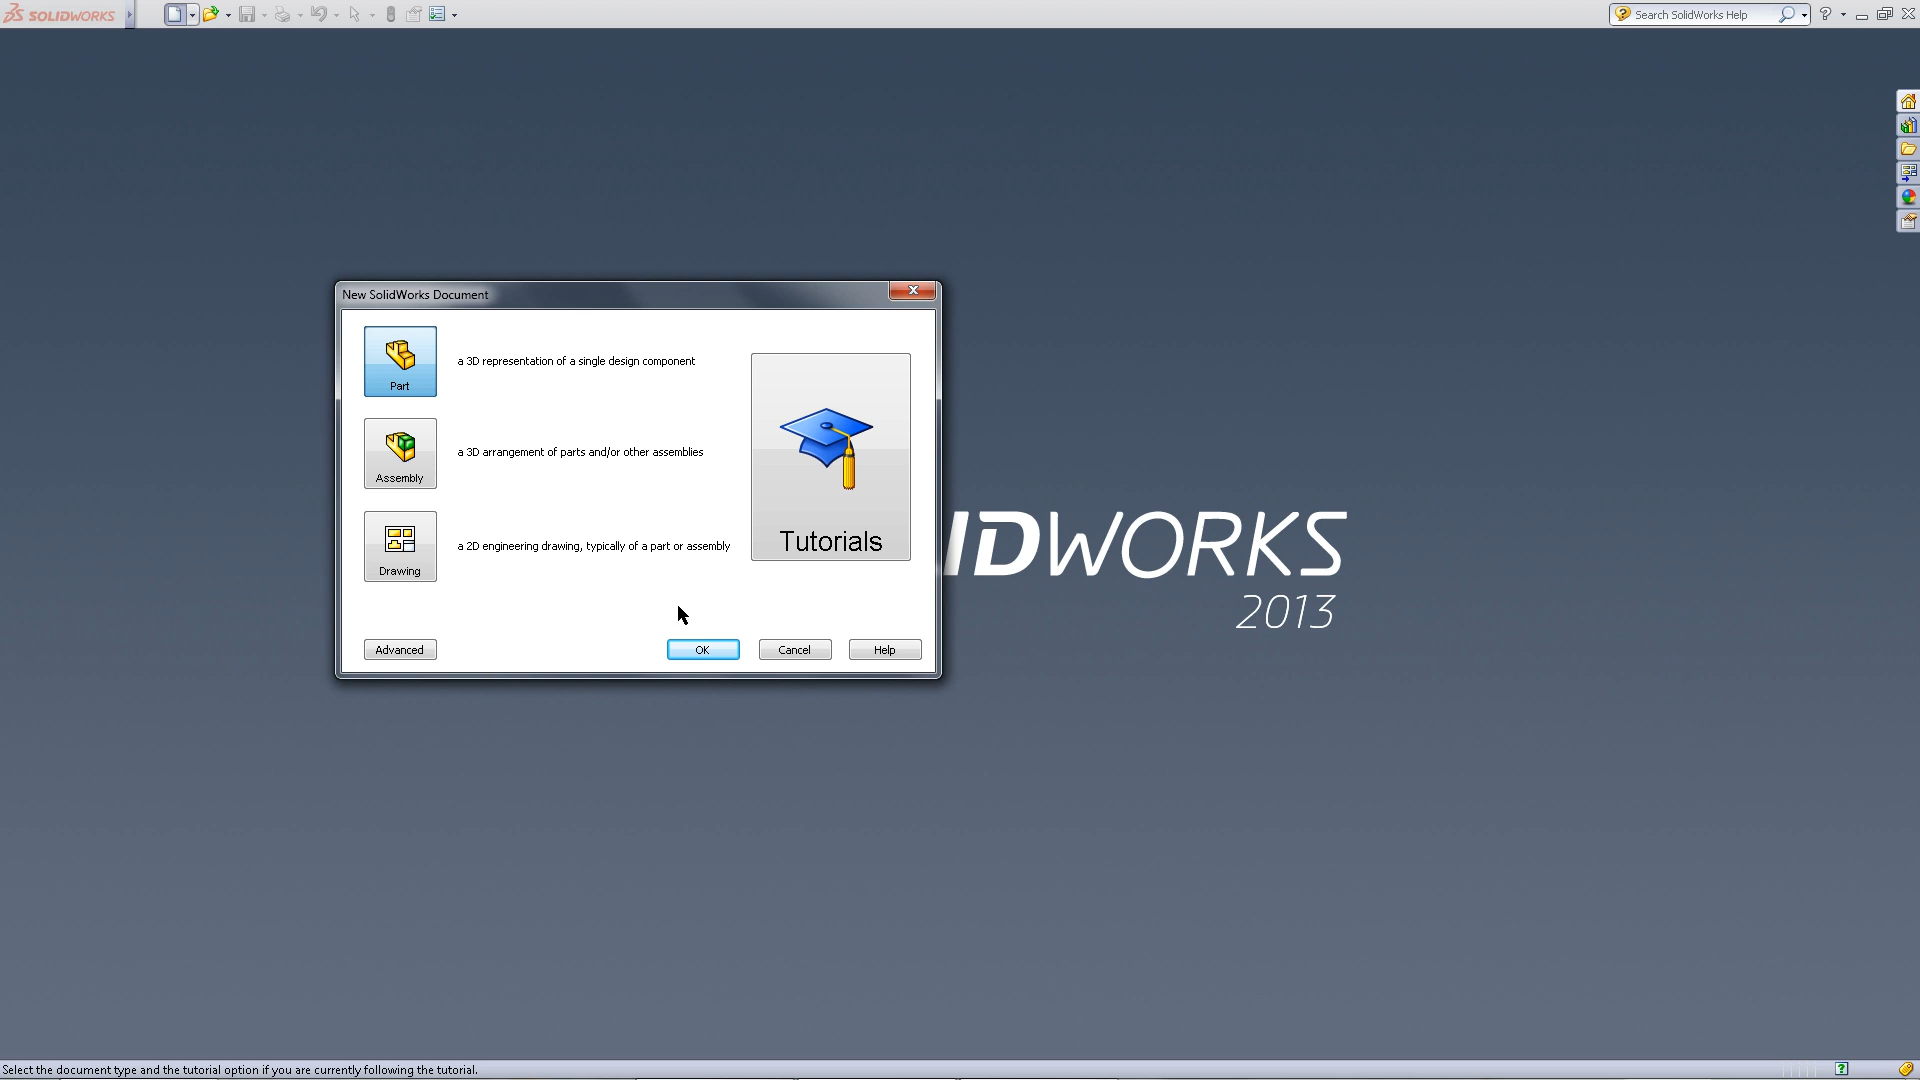 SOLIDWORKS
Search SolidWorks Help
New SolidWorks Document
Part
a 3D representation of a single design component
Assembly
a 3D arrangement of parts and/or other assemblies
Drawing
a 2D engineering drawing, typically of a part or assembly
Tutorials
Advanced
OK
Cancel
Help
IDWORKS
2013
Select the document type and the tutorial option if you are currently following the tutorial.